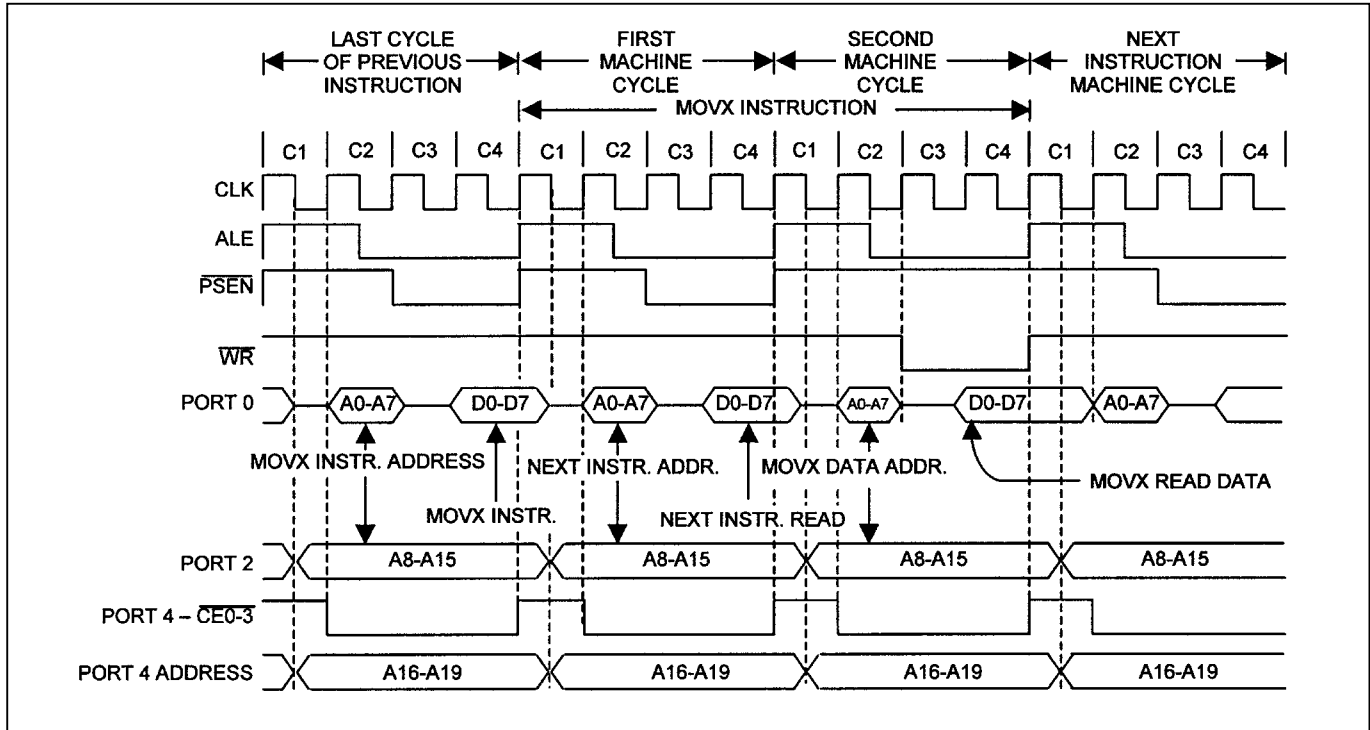 LAST CYCLE OF PREVIOUS INSTRUCTION
FIRST MACHINE CYCLE
SECOND MACHINE CYCLE
NEXT INSTRUCTION MACHINE CYCLE
MOVX INSTRUCTION
C1 C2 C3 C4 C1 C2 C3 C4 C1 C2 C3 C4 C1 C2 C3 C4
CLK
ALE
PSEN
WR
PORT 0 A0-A7 D0-D7 A0-A7 D0-D7 A0-A7 D0-D7 A0-A7
MOVX INSTR. ADDRESS NEXT INSTR. ADDR. MOVX DATA ADDR. MOVX READ DATA
MOVX INSTR. NEXT INSTR. READ
PORT 2 A8-A15 A8-A15 A8-A15 A8-A15
PORT 4 – CE0-3
PORT 4 ADDRESS A16-A19 A16-A19 A16-A19 A16-A19